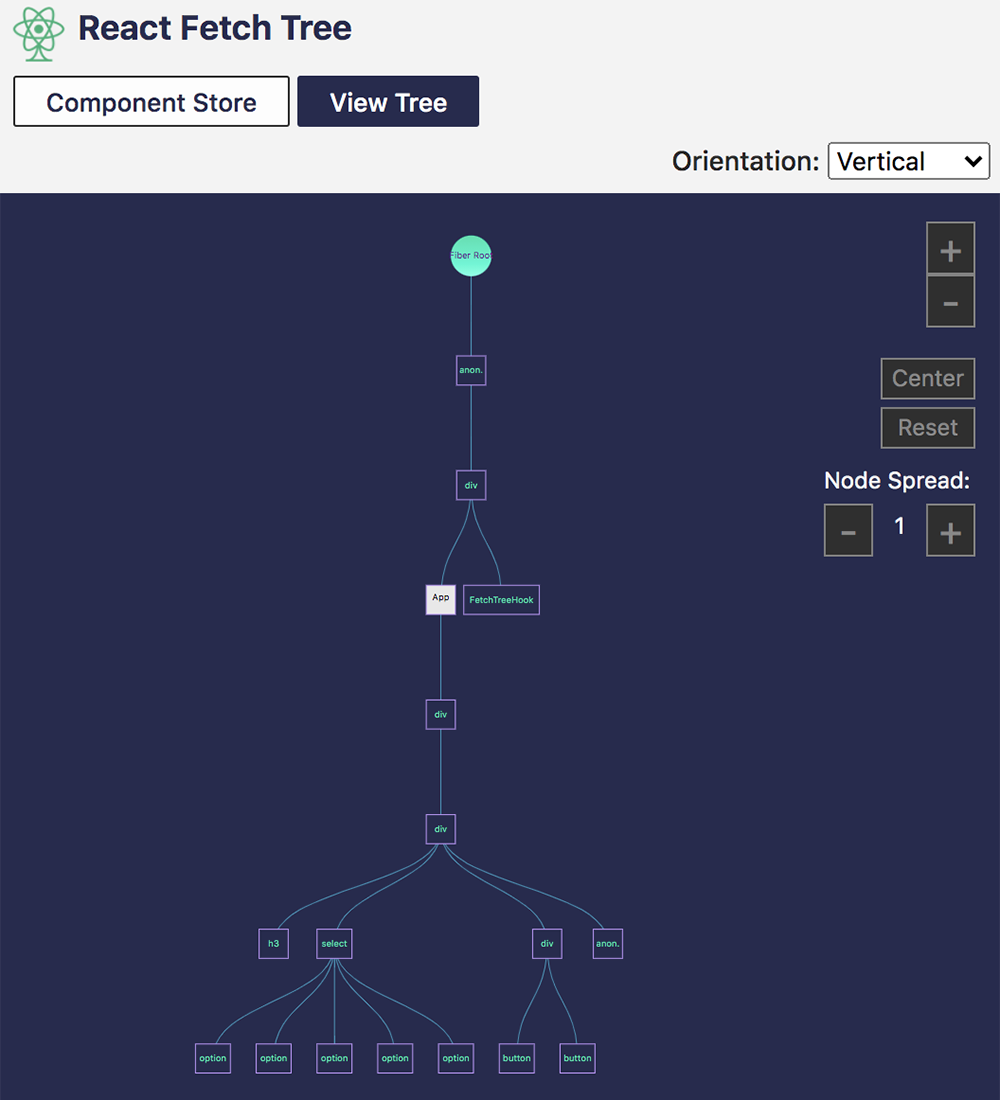 React Fetch Tree
Component Store
View Tree
Orientation: Vertical
+
-
Center
Reset
Node Spread:
- 1 +
Fiber Root
anon.
div
App
FetchTreeHook
div
div
h3
select
div
anon.
option
option
option
option
option
button
button